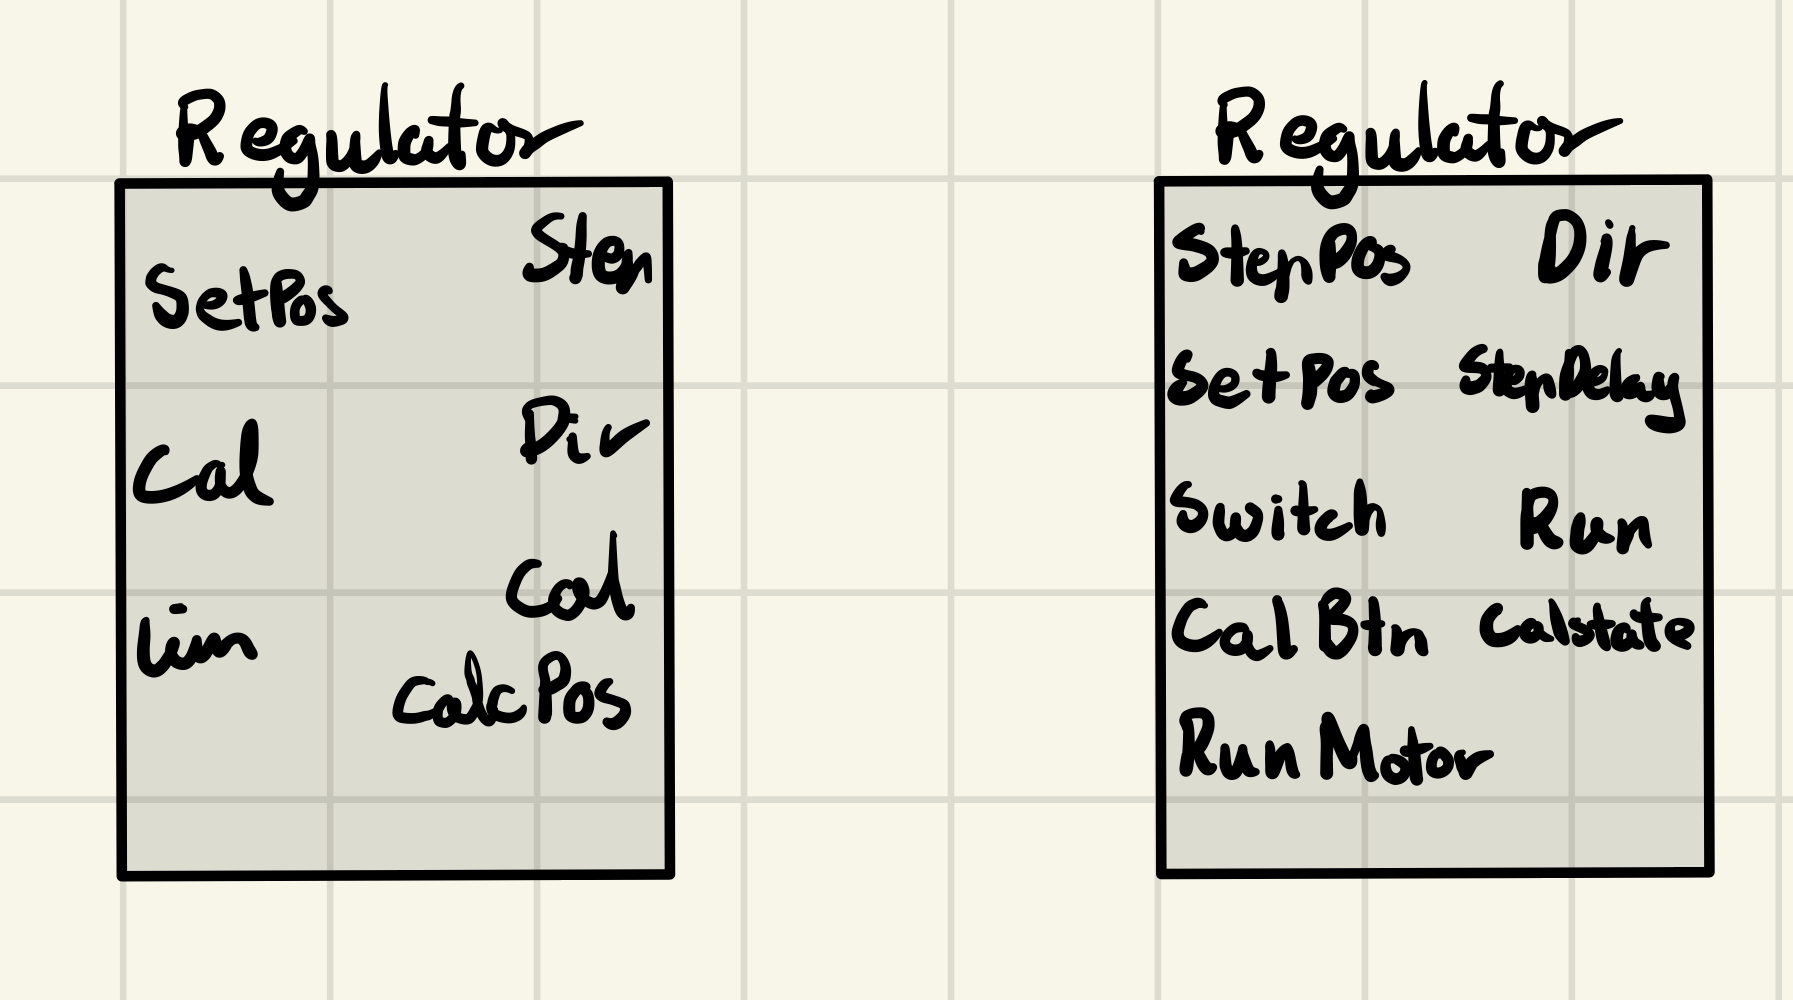 Regulator
SetPos
Cal
Lim
Step
Dir
Cal
CalcPos
Regulator
StepPos
SetPos
Switch
Cal Btn
Run Motor
Dir
StepDelay
Run
Calstate